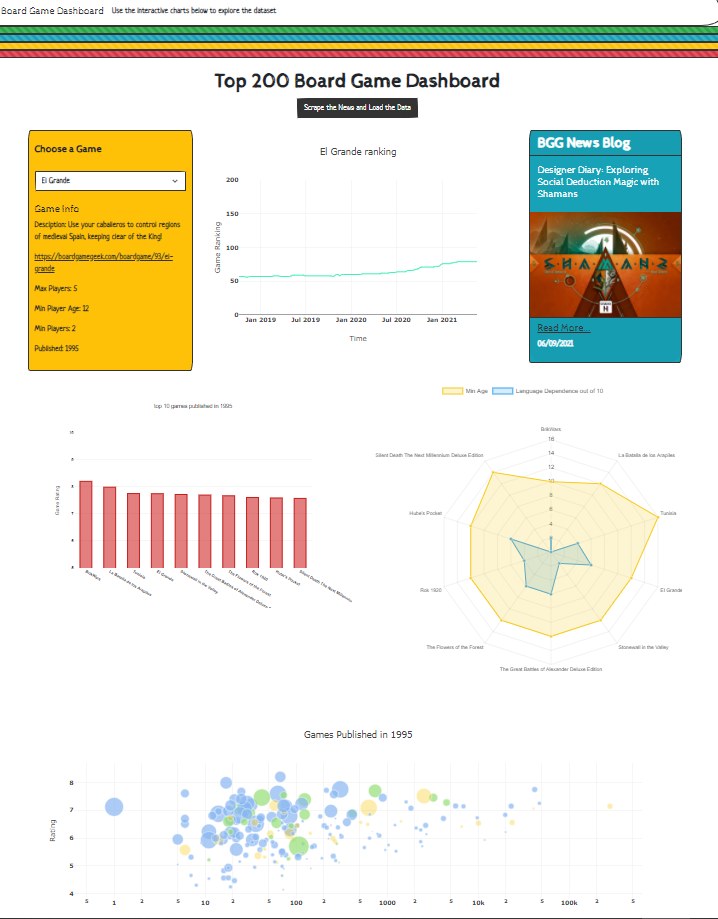 Board Game Dashboard Use the interactive charts below to explore the dataset
Top 200 Board Game Dashboard
Scrape the News and Load the Data
Choose a Game
El Grande
Game Info
Desciption: Use your caballeros to control regions
of medieval Spain, keeping clear of the King!
https://boardgamegeek.com/boardgame/93/el-
grande
Max Players: 5
Min Player Age: 12
Min Players: 2
Published: 1995
El Grande ranking
200
150
100
50
0
Game Ranking
Jan 2019 Jul 2019 Jan 2020 Jul 2020 Jan 2021
Time
BGG News Blog
Designer Diary: Exploring
Social Deduction Magic with
Shamans
SHAMANS
Read More...
06/09/2021
top 10 games published in 1995
10
9
8
7
6
Game Rating
BrikWars
La Bataille de los Arapiles
Tunisia
El Grande
Stonewall in the Valley
The Great Battles of Alexander Deluxe
The Flowers of the Forest
Rok 1920
Hube's Pocket
Silent Death The Next Millennium
Min Age Language Dependence out of 10
BrikWars
La Bataille de los Arapiles
Tunisia
El Grande
Stonewall in the Valley
The Great Battles of Alexander Deluxe Edition
The Flowers of the Forest
Rok 1920
Hube's Pocket
Silent Death The Next Millennium Deluxe Edition
16
14
12
10
8
6
4
2
Games Published in 1995
8
7
6
5
4
Rating
5 1 2 5 10 2 5 100 2 5 1000 2 5 10k 2 5 100k 2 5